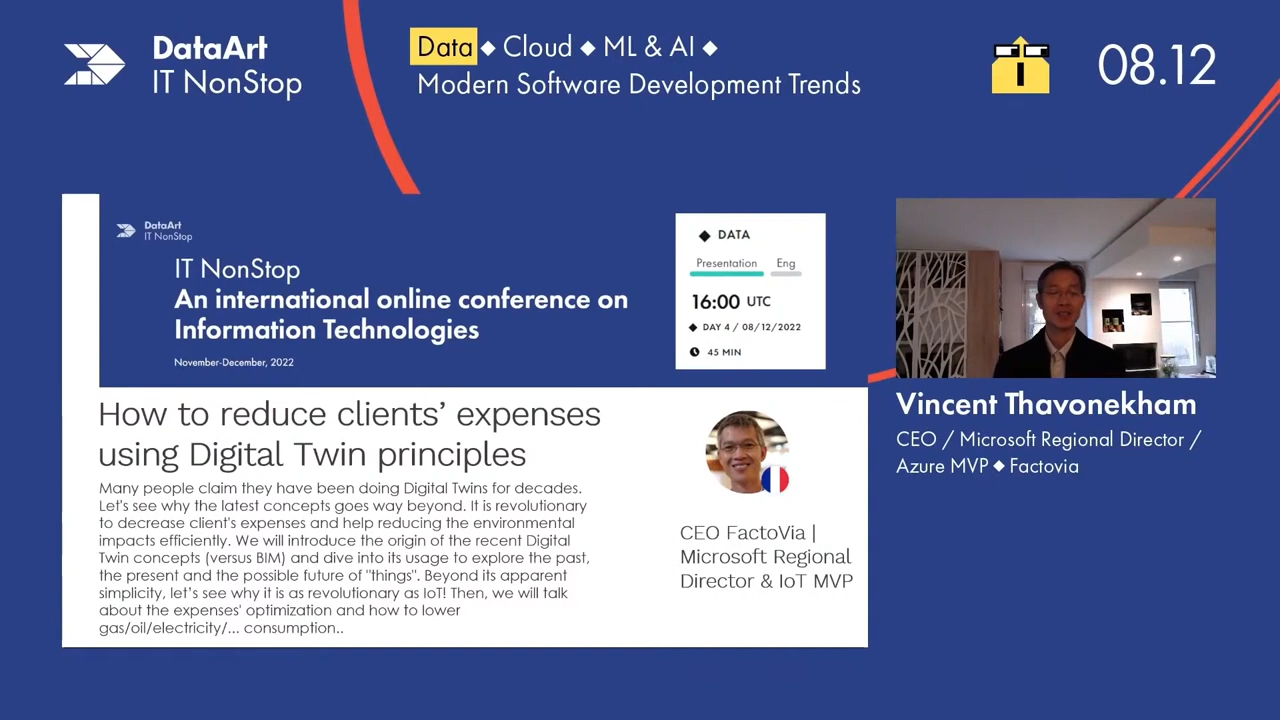 DataArt
IT NonStop
Data ◆ Cloud ◆ ML & AI ◆
Modern Software Development Trends
08.12
DataArt
IT NonStop
IT NonStop
An international online conference on
Information Technologies
November-December, 2022
◆ DATA
Presentation Eng
16:00 UTC
◆ DAY 4 / 08/12/2022
45 MIN
How to reduce clients’ expenses
using Digital Twin principles
Many people claim they have been doing Digital Twins for decades.
Let's see why the latest concepts goes way beyond. It is revolutionary
to decrease client's expenses and help reducing the environmental
impacts efficiently. We will introduce the origin of the recent Digital
Twin concepts (versus BIM) and dive into its usage to explore the past,
the present and the possible future of "things". Beyond its apparent
simplicity, let’s see why it is as revolutionary as IoT! Then, we will talk
about the expenses' optimization and how to lower
gas/oil/electricity/... consumption..
CEO FactoVia |
Microsoft Regional
Director & IoT MVP
Vincent Thavonekham
CEO / Microsoft Regional Director /
Azure MVP ◆ Factovia